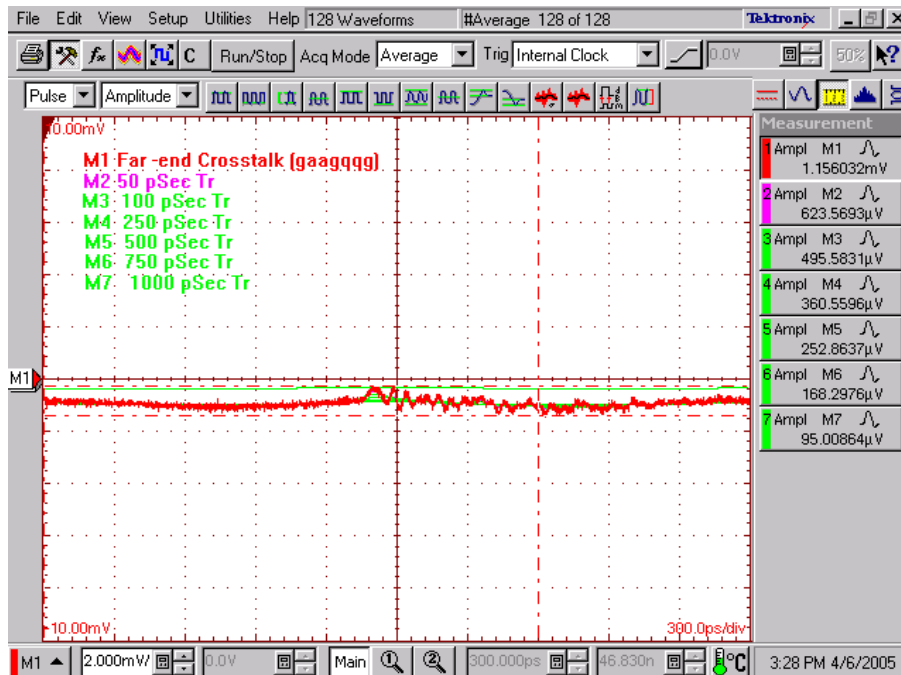 File Edit View Setup Utilities Help 128 Waveforms #Average 128 of 128 Tektronix
C Run/Stop Acq Mode Average Trig Internal Clock 0.0V 50%
Pulse Amplitude
10.00mV
M1 Far -end Crosstalk (gaagqqg)
M2 50 pSec Tr
M3 100 pSec Tr
M4 250 pSec Tr
M5 500 pSec Tr
M6 750 pSec Tr
M7 1000 pSec Tr
M1
-10.00mV 300.0ps/div
Measurement
1 Ampl M1
1.156032mV
2 Ampl M2
623.5693µV
3 Ampl M3
495.5831µV
4 Ampl M4
360.5596µV
5 Ampl M5
252.8637µV
6 Ampl M6
168.2976µV
7 Ampl M7
95.00864µV
M1 2.000mV/ 0.0V Main 1 2 300.000ps 46.830n °C 3:28 PM 4/6/2005